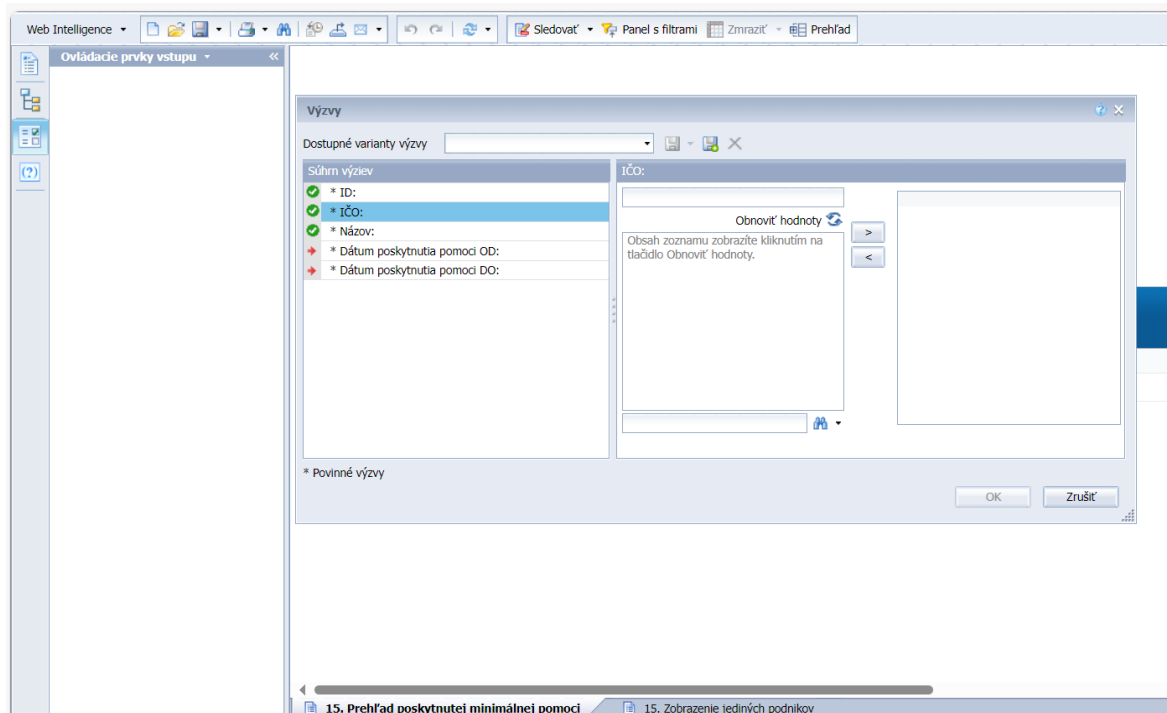 Web Intelligence
Sledovať
Panel s filtrami
Zmraziť
Prehľad
Ovládacie prvky vstupu
Výzvy
Dostupné varianty výzvy
Súhrn výziev
IČO:
* ID:
* IČO:
* Názov:
* Dátum poskytnutia pomoci OD:
* Dátum poskytnutia pomoci DO:
Obnoviť hodnoty
Obsah zoznamu zobrazíte kliknutím na
tlačidlo Obnoviť hodnoty.
>
<
* Povinné výzvy
OK
Zrušiť
15. Prehľad poskytnutej minimálnej pomoci
15. Zobrazenie jediných podnikov